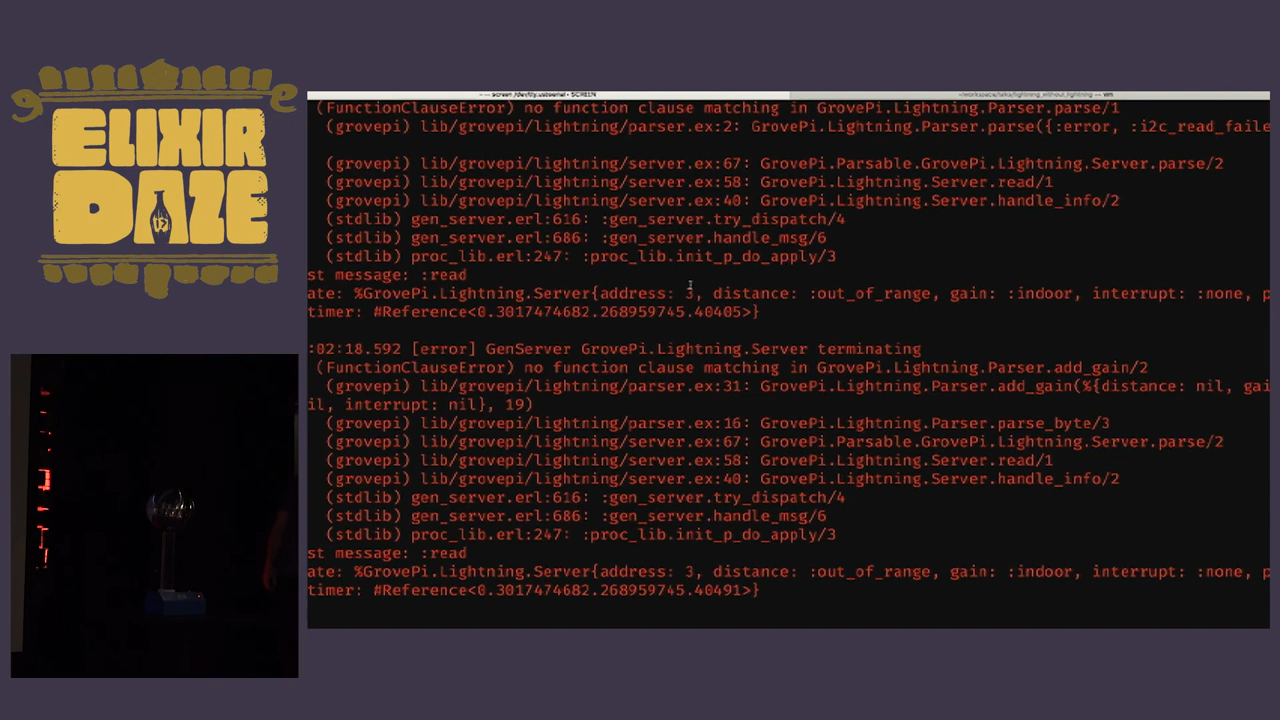 ELIXIR
DAZE
(FunctionClauseError) no function clause matching in GrovePi.Lightning.Parser.parse/1
(grovepi) lib/grovepi/lightning/parser.ex:2: GrovePi.Lightning.Parser.parse({:error, :i2c_read_faile
(grovepi) lib/grovepi/lightning/server.ex:67: GrovePi.Parsable.GrovePi.Lightning.Server.parse/2
(grovepi) lib/grovepi/lightning/server.ex:58: GrovePi.Lightning.Server.read/1
(grovepi) lib/grovepi/lightning/server.ex:40: GrovePi.Lightning.Server.handle_info/2
(stdlib) gen_server.erl:616: :gen_server.try_dispatch/4
(stdlib) gen_server.erl:686: :gen_server.handle_msg/6
(stdlib) proc_lib.erl:247: :proc_lib.init_p_do_apply/3
st message: :read
ate: %GrovePi.Lightning.Server{address: 3, distance: :out_of_range, gain: :indoor, interrupt: :none, p
timer: #Reference<0.3017474682.268959745.40405>}
:02:18.592 [error] GenServer GrovePi.Lightning.Server terminating
(FunctionClauseError) no function clause matching in GrovePi.Lightning.Parser.add_gain/2
(grovepi) lib/grovepi/lightning/parser.ex:31: GrovePi.Lightning.Parser.add_gain(%{distance: nil, gai
il, interrupt: nil}, 19)
(grovepi) lib/grovepi/lightning/parser.ex:16: GrovePi.Lightning.Parser.parse_byte/3
(grovepi) lib/grovepi/lightning/server.ex:67: GrovePi.Parsable.GrovePi.Lightning.Server.parse/2
(grovepi) lib/grovepi/lightning/server.ex:58: GrovePi.Lightning.Server.read/1
(grovepi) lib/grovepi/lightning/server.ex:40: GrovePi.Lightning.Server.handle_info/2
(stdlib) gen_server.erl:616: :gen_server.try_dispatch/4
(stdlib) gen_server.erl:686: :gen_server.handle_msg/6
(stdlib) proc_lib.erl:247: :proc_lib.init_p_do_apply/3
st message: :read
ate: %GrovePi.Lightning.Server{address: 3, distance: :out_of_range, gain: :indoor, interrupt: :none, p
timer: #Reference<0.3017474682.268959745.40491>}